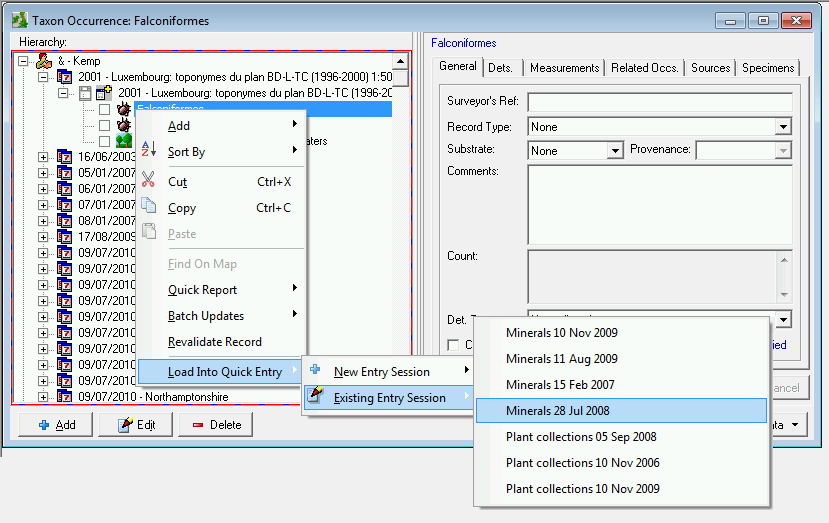 Taxon Occurrence: Falconiformes
Hierarchy:
& - Kemp
2001 - Luxembourg: toponymes du plan BD-L-TC (1996-2000) 1:50
2001 - Luxembourg: toponymes du plan BD-L-TC (1996-20
Falconiformes
aters
16/06/2003
05/01/2007
06/01/2007
07/01/2007
08/01/2007
17/08/2009
09/07/2010
09/07/2010
09/07/2010
09/07/2010
09/07/2010
09/07/2010
09/07/2010
09/07/2010
09/07/2010
09/07/2010 - Northamptonshire
Add
Edit
Delete
Add
Sort By
Cut Ctrl+X
Copy Ctrl+C
Paste
Find On Map
Quick Report
Batch Updates
Revalidate Record
Load Into Quick Entry
New Entry Session
Existing Entry Session
Minerals 10 Nov 2009
Minerals 11 Aug 2009
Minerals 15 Feb 2007
Minerals 28 Jul 2008
Plant collections 05 Sep 2008
Plant collections 10 Nov 2006
Plant collections 10 Nov 2009
Falconiformes
General Dets. Measurements Related Occs. Sources Specimens
Surveyor's Ref:
Record Type: None
Substrate: None Provenance:
Comments:
Count:
Det. T
C
ied
ancel
ata